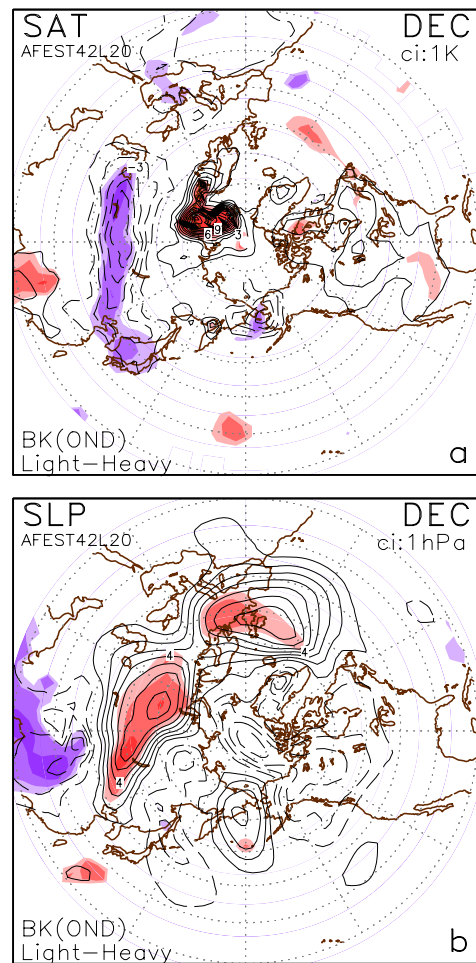 SAT DEC
AFEST42L20 ci:1K
-3
6 9 3
BK(OND)
Light-Heavy a
SLP DEC
AFEST42L20 ci:1hPa
4
4
4
BK(OND)
Light-Heavy b